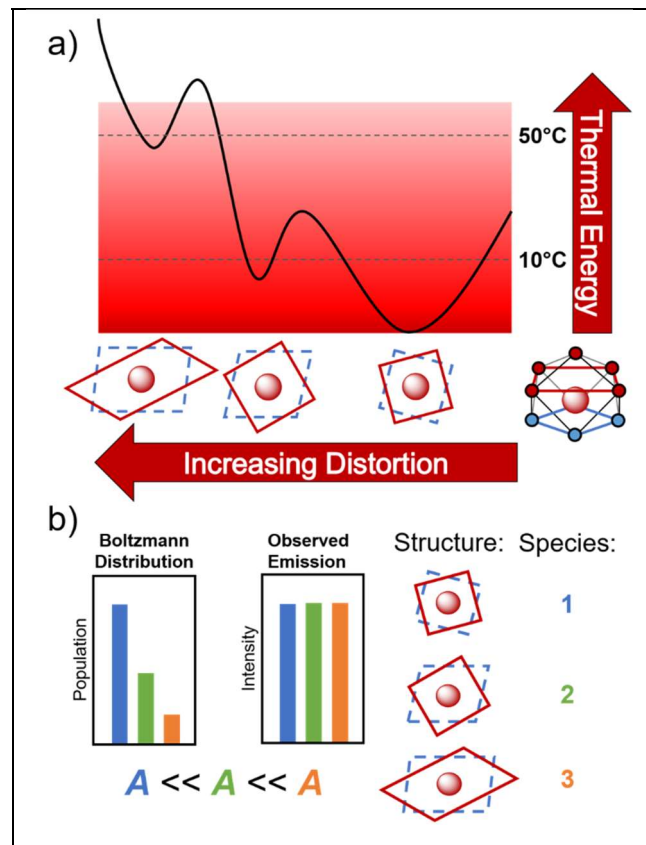 a)
50°C
10°C
Thermal Energy
Increasing Distortion
b)
Boltzmann
Distribution
Observed
Emission
Structure:
Species:
Population
Intensity
1
2
3
A << A << A